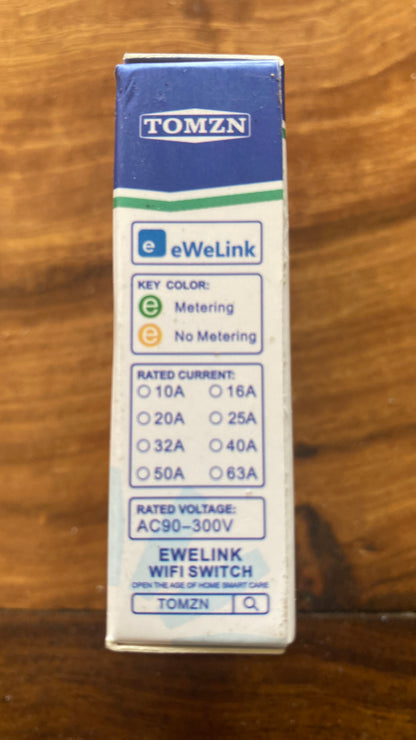 TOMZN
e eWeLink
KEY COLOR:
e Metering
e No Metering
RATED CURRENT:
10A 16A
20A 25A
32A 40A
50A 63A
RATED VOLTAGE:
AC90-300V
EWELINK
WIFI SWITCH
OPEN THE AGE OF HOME SMART CARE
TOMZN